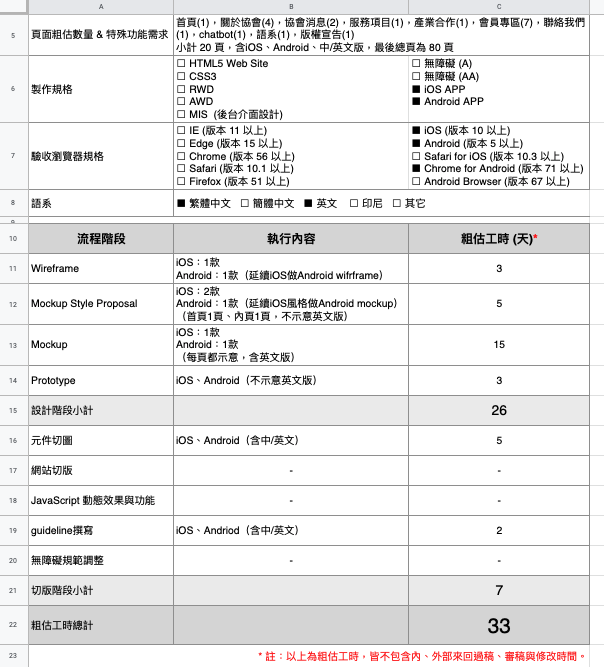 A B C
5 頁面粗估數量 & 特殊功能需求
首頁(1)，關於協會(4)，協會消息(2)，服務項目(1)，產業合作(1)，會員專區(7)，聯絡我們
(1)，chatbot(1)，語系(1)，版權宣告(1)
小計 20 頁，含iOS、Android、中/英文版，最後總頁為 80 頁
6 製作規格
□ HTML5 Web Site
□ CSS3
□ RWD
□ AWD
□ MIS（後台介面設計）
□ 無障礙 (A)
□ 無障礙 (AA)
■ iOS APP
■ Android APP
7 驗收瀏覽器規格
□ IE (版本 11 以上)
□ Edge (版本 15 以上)
□ Chrome (版本 56 以上)
□ Safari (版本 10.1 以上)
□ Firefox (版本 51 以上)
■ iOS (版本 10 以上)
■ Android (版本 5 以上)
□ Safari for iOS (版本 10.3 以上)
■ Chrome for Android (版本 71 以上)
□ Android Browser (版本 67 以上)
8 語系 ■ 繁體中文 □ 簡體中文 ■ 英文 □ 印尼 □ 其它
9
10 流程階段 執行內容 粗估工時 (天)*
11 Wireframe
iOS：1款
Android：1款（延續iOS做Android wifrframe）
3
12 Mockup Style Proposal
iOS：2款
Android：1款（延續iOS風格做Android mockup）
（首頁1頁、內頁1頁，不示意英文版）
5
13 Mockup
iOS：1款
Android：1款
（每頁都示意，含英文版）
15
14 Prototype iOS、Android（不示意英文版） 3
15 設計階段小計 26
16 元件切圖 iOS、Android（含中/英文） 5
17 網站切版 - -
18 JavaScript 動態效果與功能 - -
19 guideline撰寫 iOS、Andriod（含中/英文） 2
20 無障礙規範調整 - -
21 切版階段小計 7
22 粗估工時總計 33
23 * 註：以上為粗估工時，皆不包含內、外部來回過稿、審稿與修改時間。